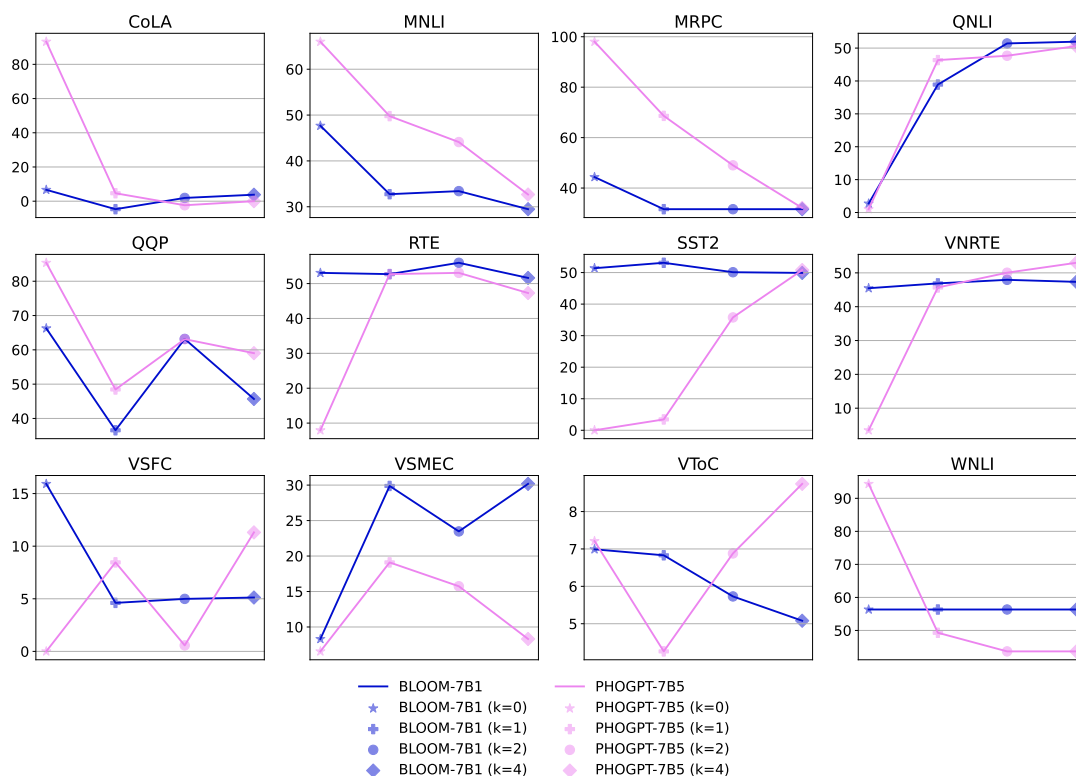 CoLA
80
60
40
20
0
MNLI
60
50
40
30
MRPC
100
80
60
40
QNLI
50
40
30
20
10
0
QQP
80
70
60
50
40
RTE
50
40
30
20
10
SST2
50
40
30
20
10
0
VNRTE
50
40
30
20
10
VSFC
15
10
5
0
VSMEC
30
25
20
15
10
VToC
8
7
6
5
WNLI
90
80
70
60
50
BLOOM-7B1
BLOOM-7B1 (k=0)
BLOOM-7B1 (k=1)
BLOOM-7B1 (k=2)
BLOOM-7B1 (k=4)
PHOGPT-7B5
PHOGPT-7B5 (k=0)
PHOGPT-7B5 (k=1)
PHOGPT-7B5 (k=2)
PHOGPT-7B5 (k=4)